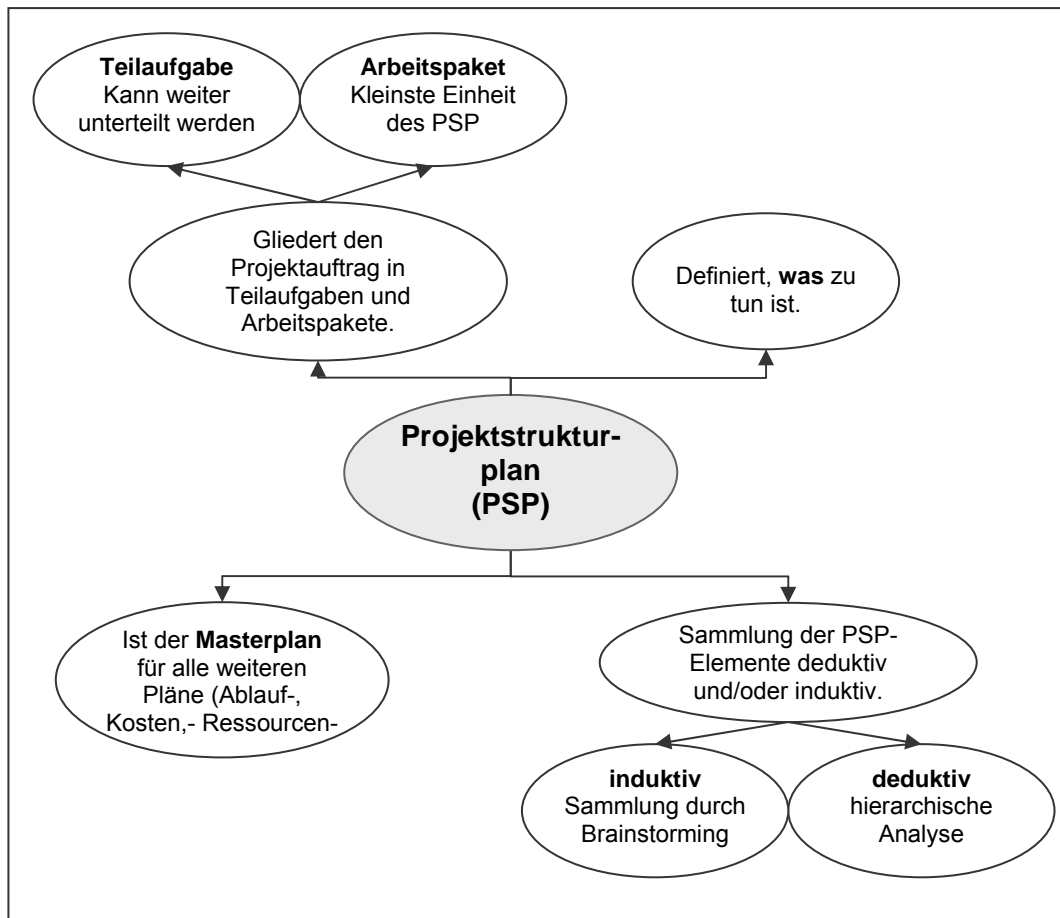 Teilaufgabe
Kann weiter
unterteilt werden
Arbeitspaket
Kleinste Einheit
des PSP
Gliedert den
Projektauftrag in
Teilaufgaben und
Arbeitspakete.
Definiert, was zu
tun ist.
Projektstruktur-
plan
(PSP)
Ist der Masterplan
für alle weiteren
Pläne (Ablauf-,
Kosten,- Ressourcen-
Sammlung der PSP-
Elemente deduktiv
und/oder induktiv.
induktiv
Sammlung durch
Brainstorming
deduktiv
hierarchische
Analyse